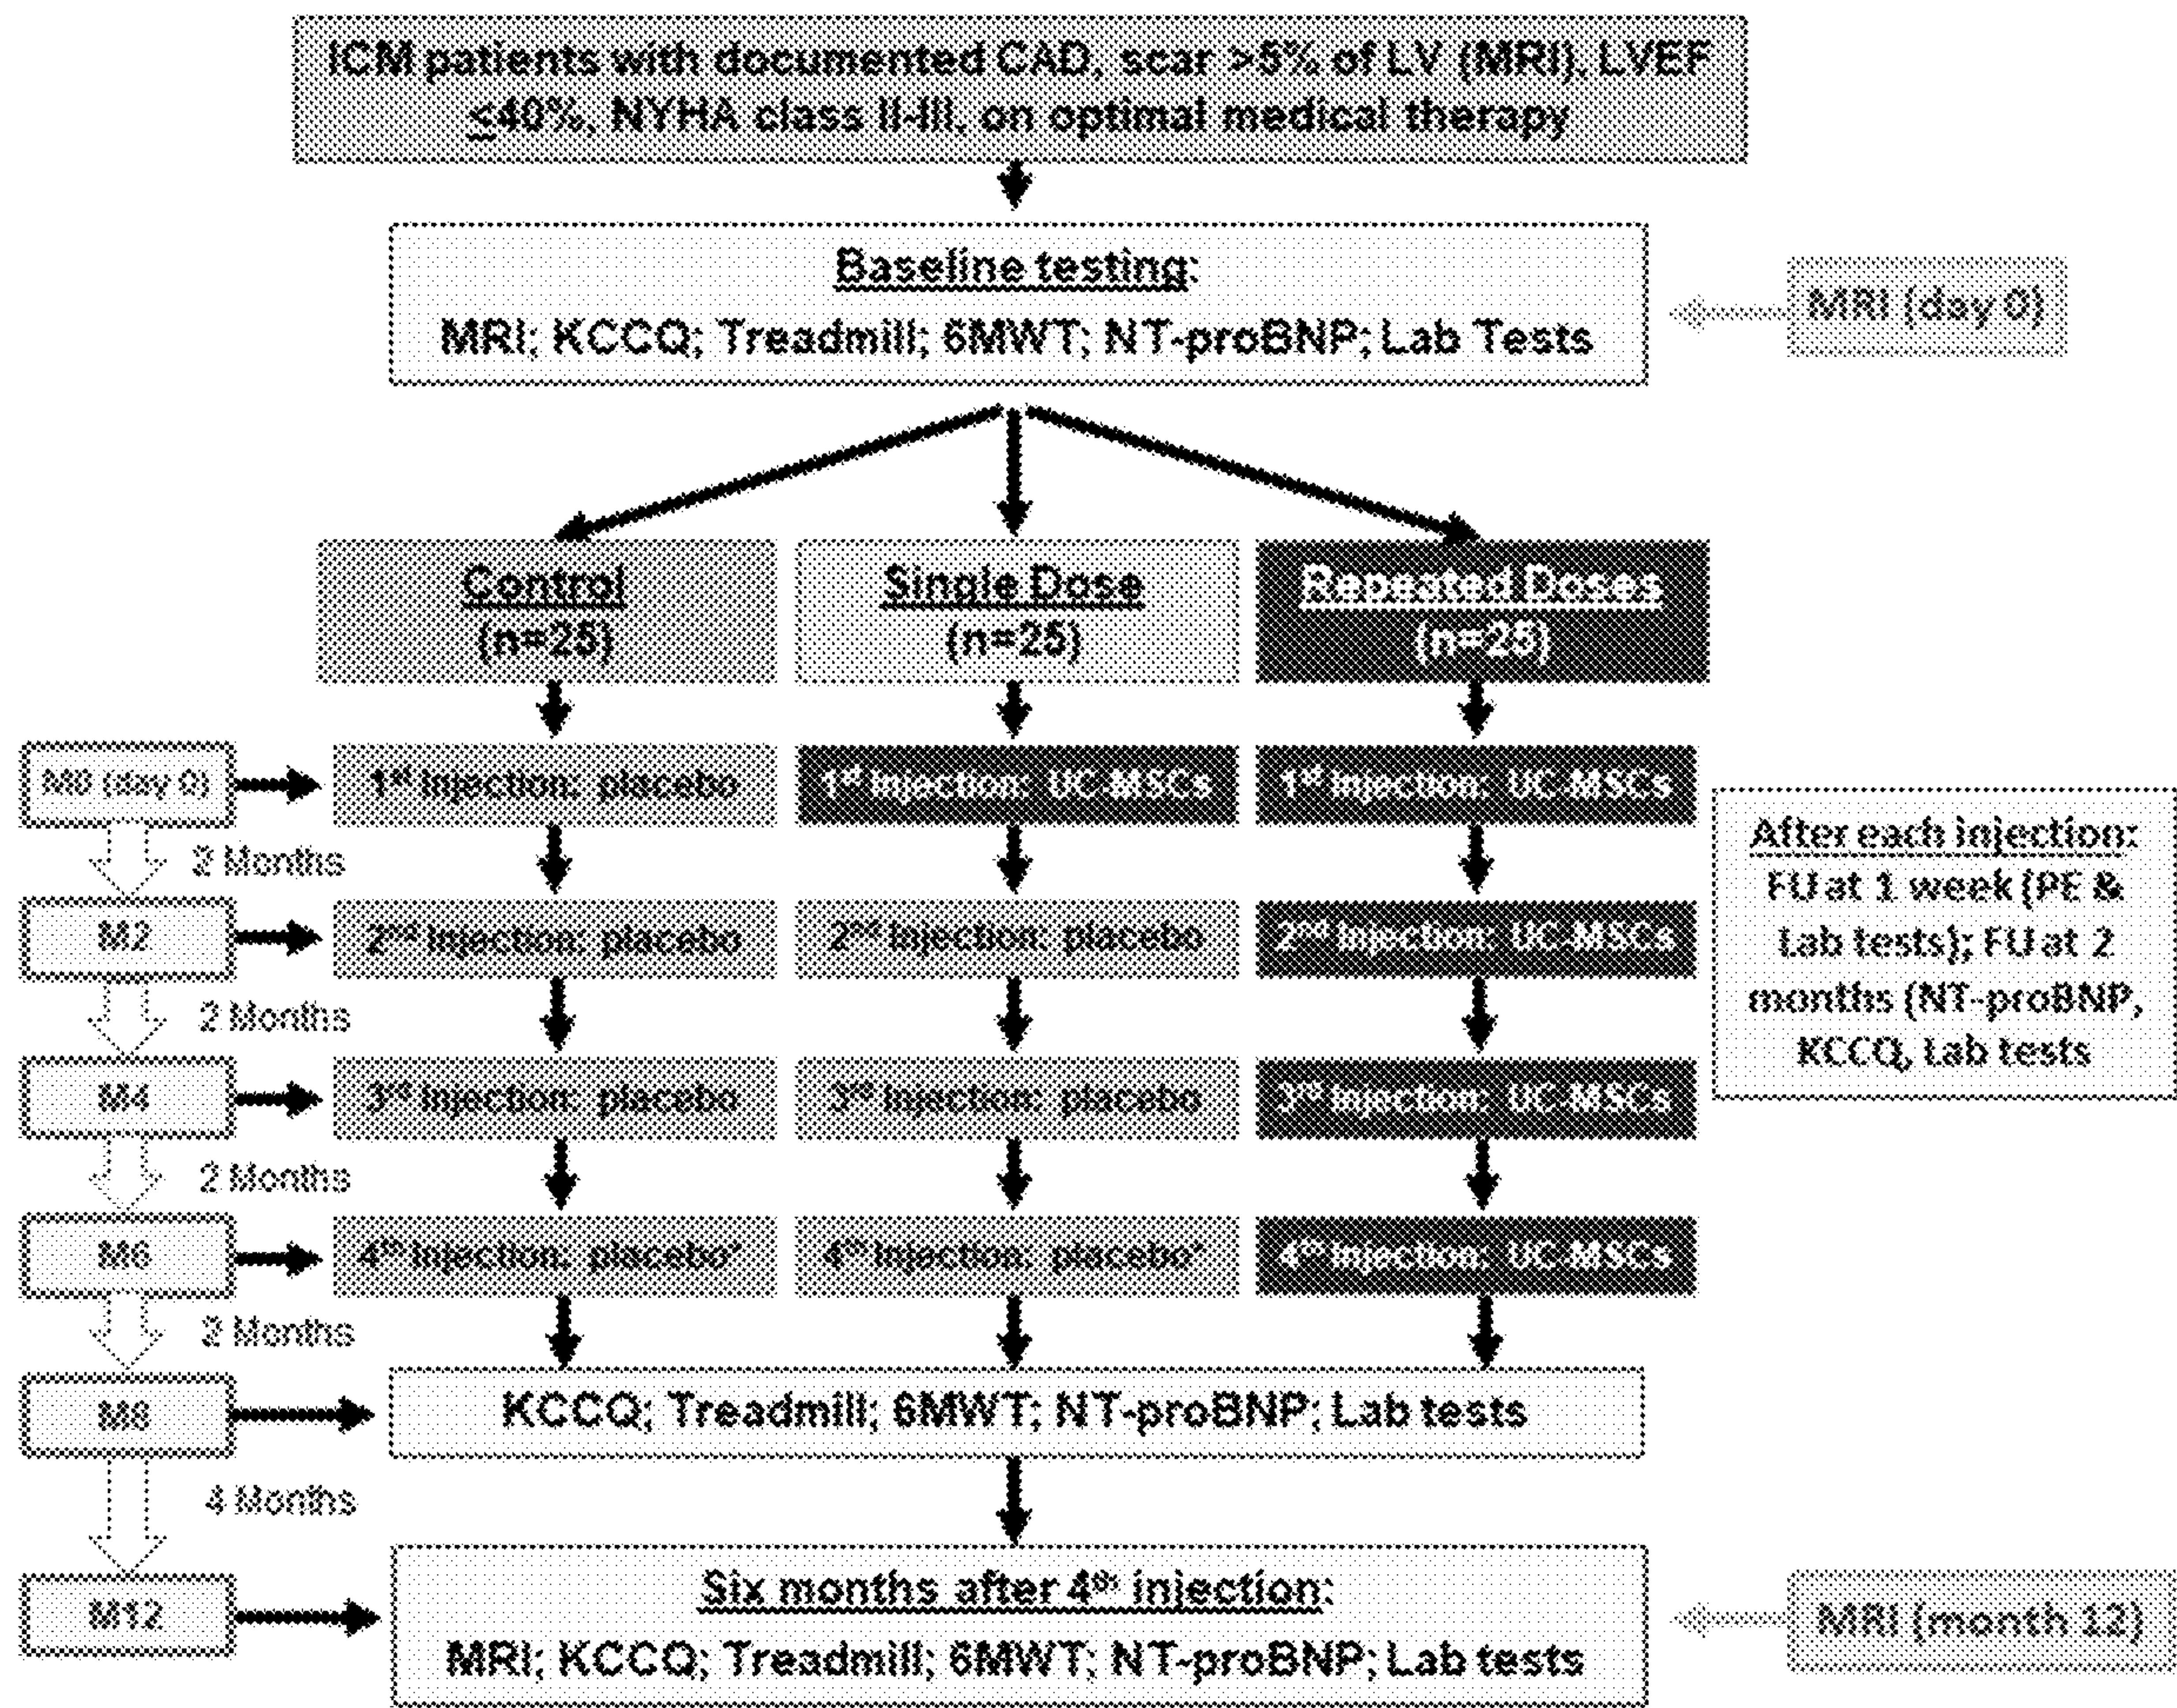 ICM patients with documented CAD, scar >5% of LV (MRI), LVEF
≤40%, NYHA class II-III, on optimal medical therapy
Baseline testing:
MRI; KCCQ; Treadmill; 6MWT; NT-proBNP; Lab Tests
MRI (day 0)
Control
(n=25)
Single Dose
(n=25)
Repeated Doses
(n=25)
M0 (day 0)
1st Injection: placebo
1st Injection: UC-MSCs
1st Injection: UC-MSCs
2 Months
M2
2nd Injection: placebo
2nd Injection: placebo
2nd Injection: UC-MSCs
2 Months
M4
3rd Injection: placebo
3rd Injection: placebo
3rd Injection: UC-MSCs
2 Months
M6
4th Injection: placebo*
4th Injection: placebo*
4th Injection: UC-MSCs
2 Months
After each injection:
FU at 1 week (PE &
Lab tests); FU at 2
months (NT-proBNP,
KCCQ, Lab tests
M8
KCCQ; Treadmill; 6MWT; NT-proBNP; Lab tests
4 Months
M12
Six months after 4th injection:
MRI; KCCQ; Treadmill; 6MWT; NT-proBNP; Lab tests
MRI (month 12)